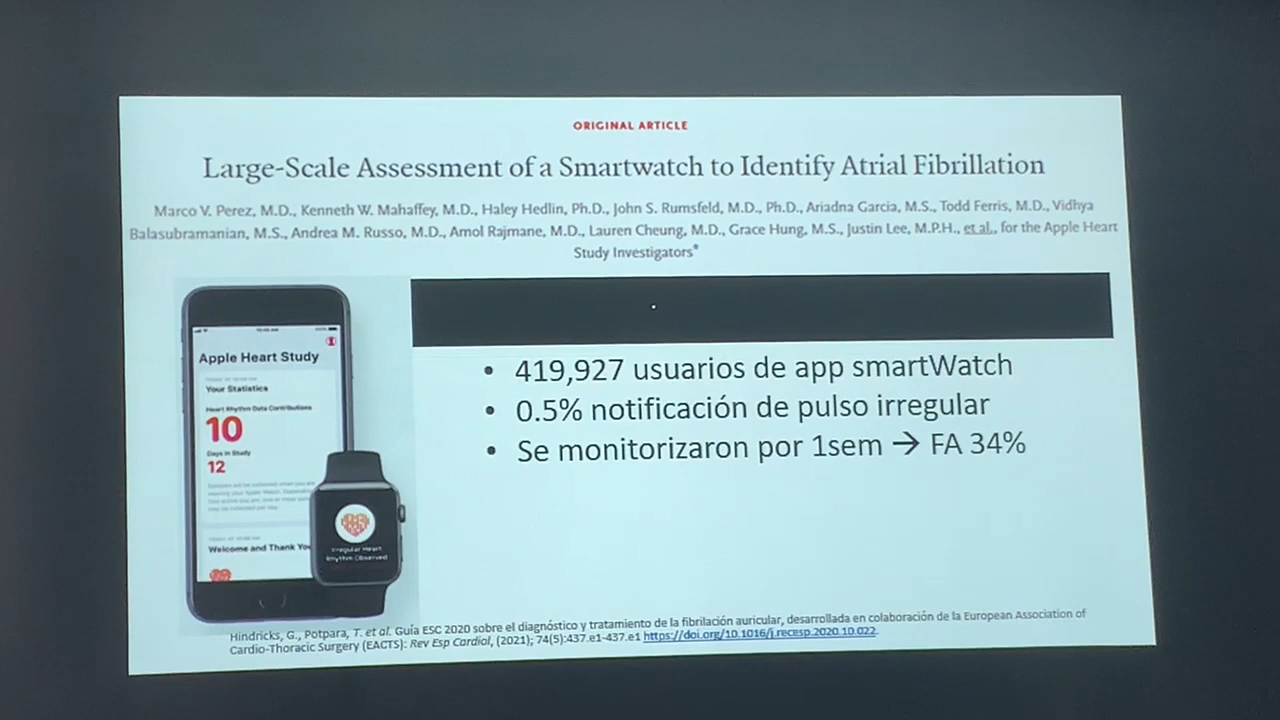 ORIGINAL ARTICLE
Large-Scale Assessment of a Smartwatch to Identify Atrial Fibrillation
Marco V. Perez, M.D., Kenneth W. Mahaffey, M.D., Haley Hedlin, Ph.D., John S. Rumsfeld, M.D., Ph.D., Ariadna Garcia, M.S., Todd Ferris, M.D., Vidhya
Balasubramanian, M.S., Andrea M. Russo, M.D., Amol Rajmane, M.D., Lauren Cheung, M.D., Grace Hung, M.S., Justin Lee, M.P.H., et al., for the Apple Heart
Study Investigators*
Apple Heart Study
Your Statistics
Heart Rhythm Data Contributions
10
Days in Study
12
Welcome and Thank You
Irregular Heart
Rhythm Observed
• 419,927 usuarios de app smartWatch
• 0.5% notificación de pulso irregular
• Se monitorizaron por 1sem → FA 34%
Hindricks, G., Potpara, T. et al. Guía ESC 2020 sobre el diagnóstico y tratamiento de la fibrilación auricular, desarrollada en colaboración de la European Association of
Cardio-Thoracic Surgery (EACTS): Rev Esp Cardiol, (2021); 74(5):437.e1-437.e1 https://doi.org/10.1016/j.recesp.2020.10.022.